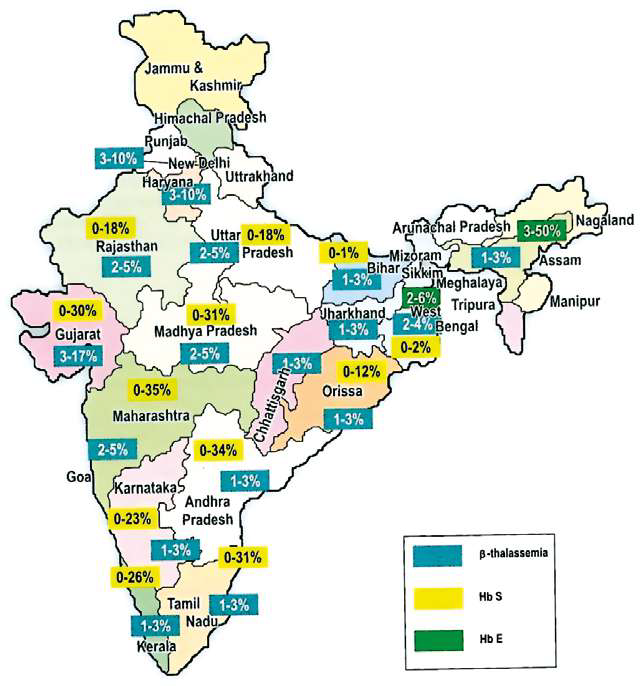 Jammu &
Kashmir
Himachal Pradesh
Punjab
3-10%
New Delhi
Uttrakhand
Haryana
3-10%
0-18%
Rajasthan
2-5%
Uttar
Pradesh
0-18%
2-5%
0-1%
Bihar
1-3%
Mizoram
Sikkim
Arunachal Pradesh
3-50%
Nagaland
1-3%
Assam
Meghalaya
Tripura
Manipur
2-6%
West
Bengal
2-4%
0-2%
0-30%
Gujarat
3-17%
0-31%
Madhya Pradesh
2-5%
Jharkhand
1-3%
1-3%
Chhattisgarh
0-12%
Orissa
1-3%
0-35%
Maharashtra
2-5%
Goa
0-34%
1-3%
Andhra
Pradesh
Karnataka
0-23%
1-3%
0-31%
0-26%
Tamil
Nadu
1-3%
1-3%
Kerala
β-thalassemia
Hb S
Hb E